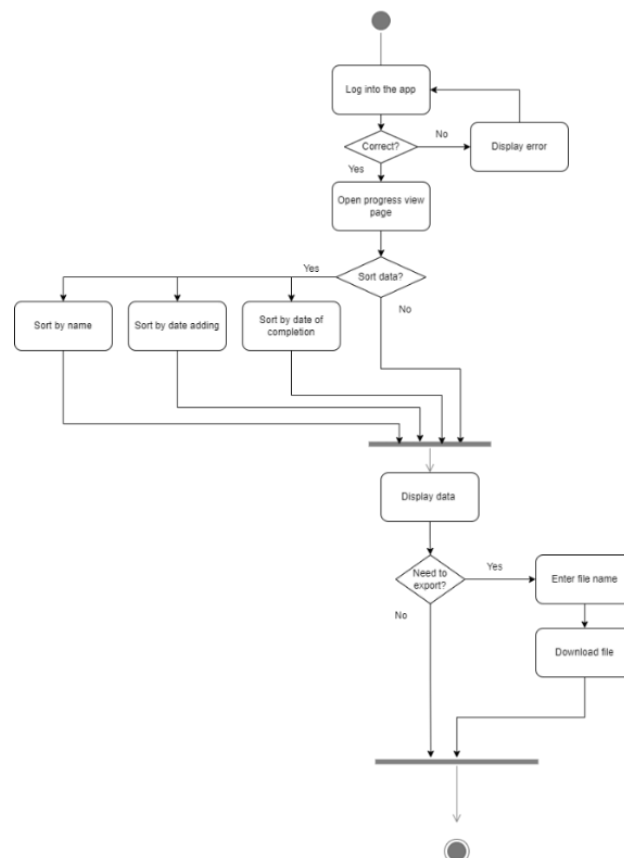 Log into the app
Correct?
No
Display error
Yes
Open progress view
page
Sort data?
Yes
No
Sort by name
Sort by date adding
Sort by date of
completion
Display data
Need to
export?
Yes
Enter file name
No
Download file